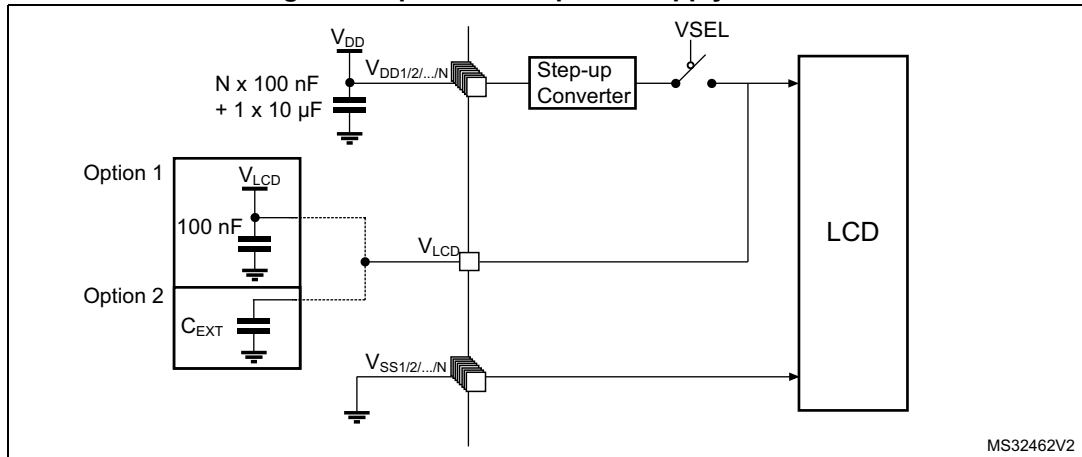 VSEL
VDD
VDD1/2/.../N
Step-up
Converter
N x 100 nF
+ 1 x 10 µF
Option 1
VLCD
100 nF
VLCD
LCD
Option 2
CEXT
VSS1/2/.../N
MS32462V2